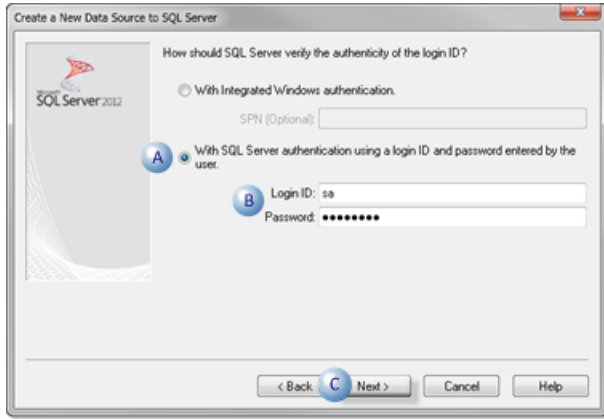 Create a New Data Source to SQL Server
How should SQL Server verify the authenticity of the login ID?
Microsoft
SQL Server 2012
With Integrated Windows authentication.
SPN (Optional):
A
With SQL Server authentication using a login ID and password entered by the
user.
B
Login ID: sa
Password: ●●●●●●●●
< Back
C
Next >
Cancel
Help